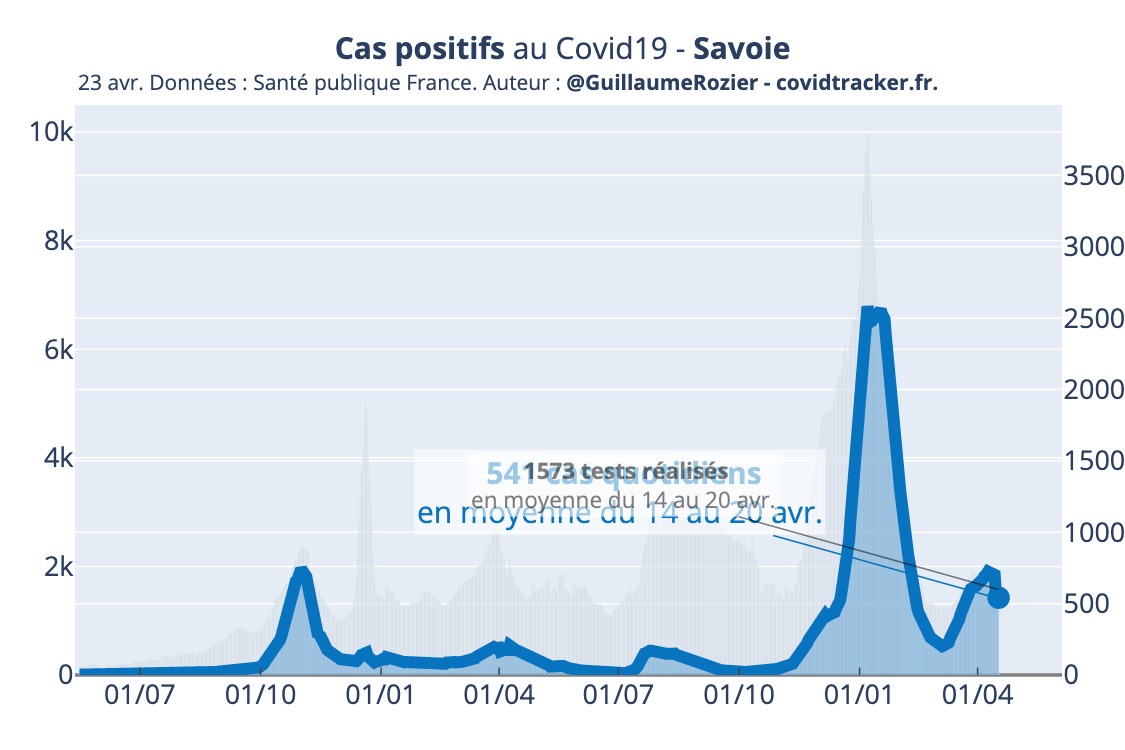 Cas positifs au Covid19 - Savoie
23 avr. Données : Santé publique France. Auteur : @GuillaumeRozier - covidtracker.fr.
10k
8k
6k
4k
2k
0
3500
3000
2500
2000
1500
1000
500
0
541 cas quotidiens
en moyenne du 14 au 20 avr.
1573 tests réalisés
en moyenne du 14 au 20 avr.
01/07 01/10 01/01 01/04 01/07 01/10 01/01 01/04